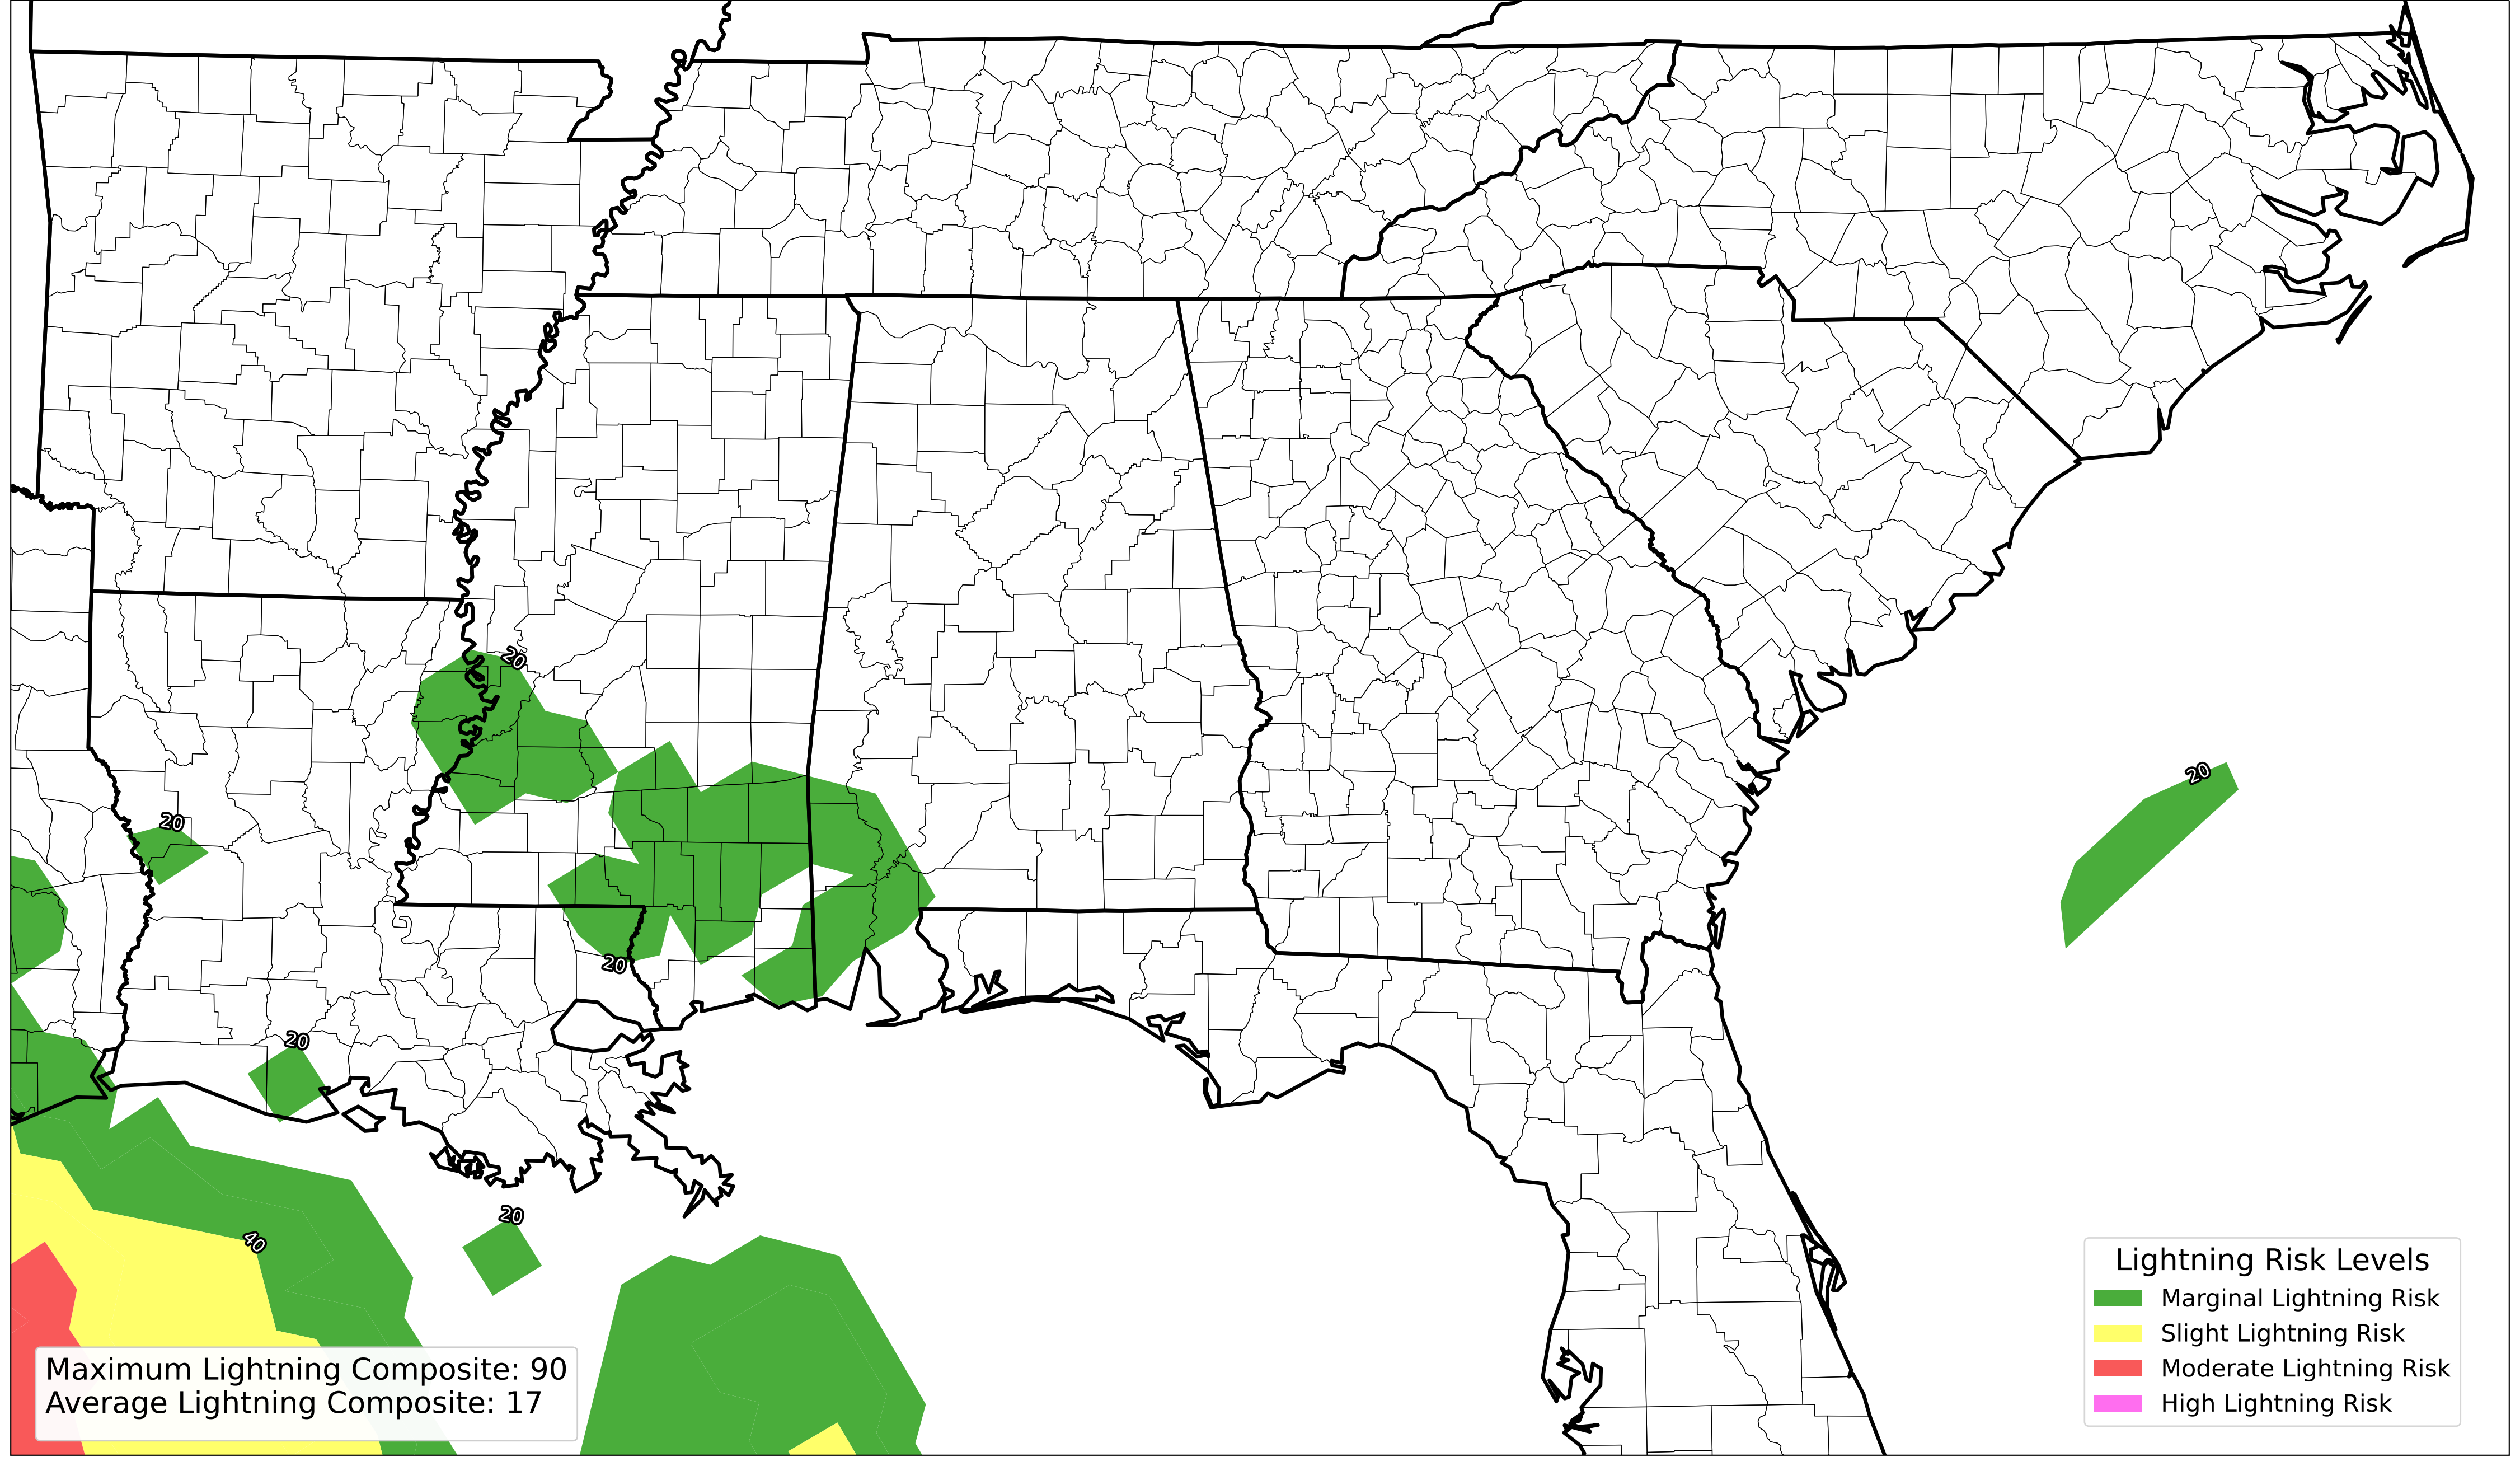 20
20
20
20
20
20
40
Maximum Lightning Composite: 90
Average Lightning Composite: 17
Lightning Risk Levels
Marginal Lightning Risk
Slight Lightning Risk
Moderate Lightning Risk
High Lightning Risk